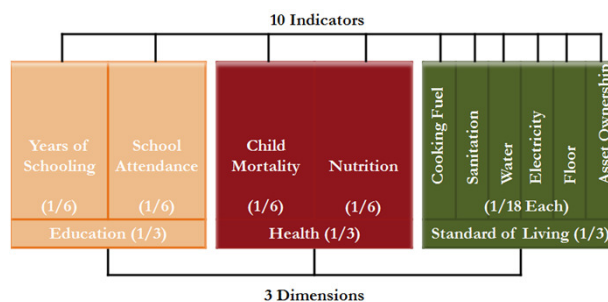 10 Indicators
Years of
Schooling
(1/6)
School
Attendance
(1/6)
Education (1/3)
Child
Mortality
(1/6)
Nutrition
(1/6)
Health (1/3)
Cooking Fuel
Sanitation
Water
Electricity
Floor
Asset Ownership
(1/18 Each)
Standard of Living (1/3)
3 Dimensions